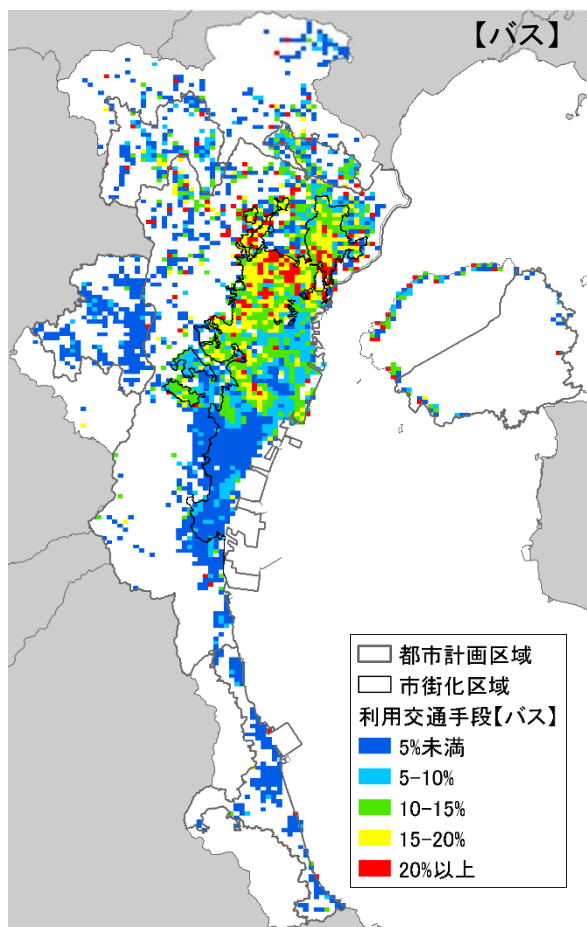 【バス】
都市計画区域
市街化区域
利用交通手段【バス】
5%未満
5-10%
10-15%
15-20%
20%以上